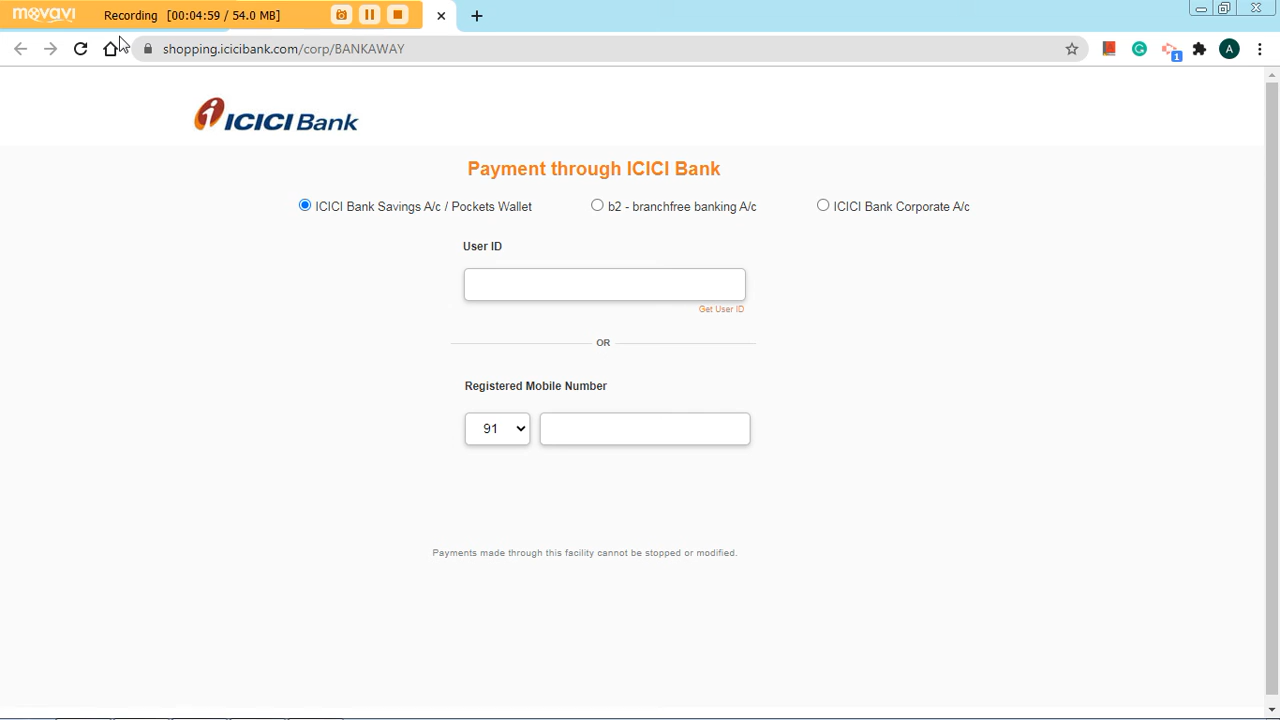 movavi Recording [00:04:59 / 54.0 MB]
shopping.icicibank.com/corp/BANKAWAY 1 A
i ICICI Bank
Payment through ICICI Bank
ICICI Bank Savings A/c / Pockets Wallet b2 - branchfree banking A/c ICICI Bank Corporate A/c
User ID
Get User ID
OR
Registered Mobile Number
91
Payments made through this facility cannot be stopped or modified.